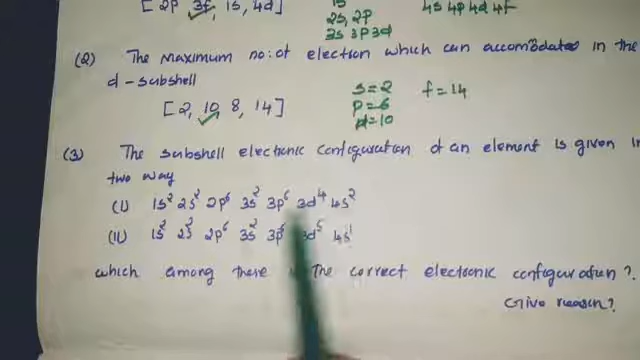 [2p, 3f, 1s, 4d]
1s
2s, 2p
3s 3p 3d
4s 4p 4d 4f
(2) The maximum no: of electron which can accomodates in the
d-subshell
[2, 10, 8, 14]
s=2 f=14
p=6
d=10
(3) The subshell electronic configuration of an element is given in
two way
(I) 1s² 2s² 2p⁶ 3s² 3p⁶ 3d⁴ 4s²
(II) 1s² 2s² 2p⁶ 3s² 3p⁶ 3d⁵ 4s¹
which among there the correct electronic configuration?
Give reason?